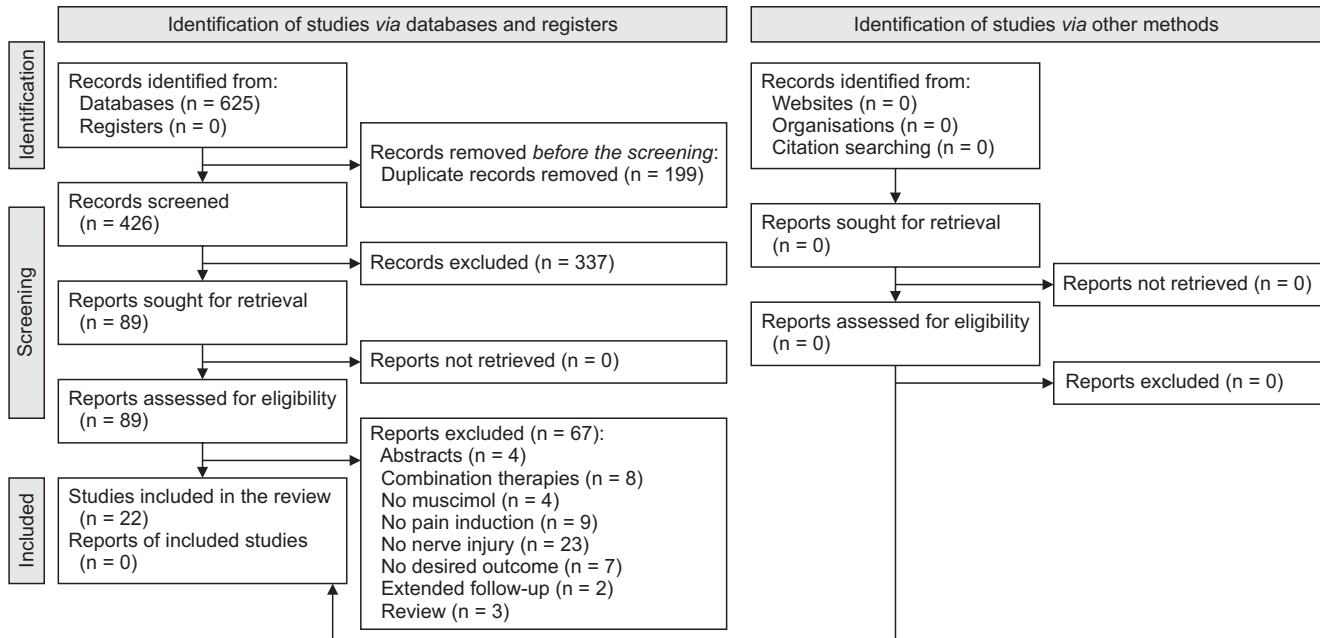 Identification of studies via databases and registers
Identification of studies via other methods
Identification
Records identified from:
Databases (n = 625)
Registers (n = 0)
Records removed before the screening:
Duplicate records removed (n = 199)
Records identified from:
Websites (n = 0)
Organisations (n = 0)
Citation searching (n = 0)
Screening
Records screened
(n = 426)
Records excluded (n = 337)
Reports sought for retrieval
(n = 89)
Reports not retrieved (n = 0)
Reports assessed for eligibility
(n = 89)
Reports sought for retrieval
(n = 0)
Reports not retrieved (n = 0)
Reports assessed for eligibility
(n = 0)
Reports excluded (n = 0)
Reports excluded (n = 67):
Abstracts (n = 4)
Combination therapies (n = 8)
No muscimol (n = 4)
No pain induction (n = 9)
No nerve injury (n = 23)
No desired outcome (n = 7)
Extended follow-up (n = 2)
Review (n = 3)
Included
Studies included in the review
(n = 22)
Reports of included studies
(n = 0)